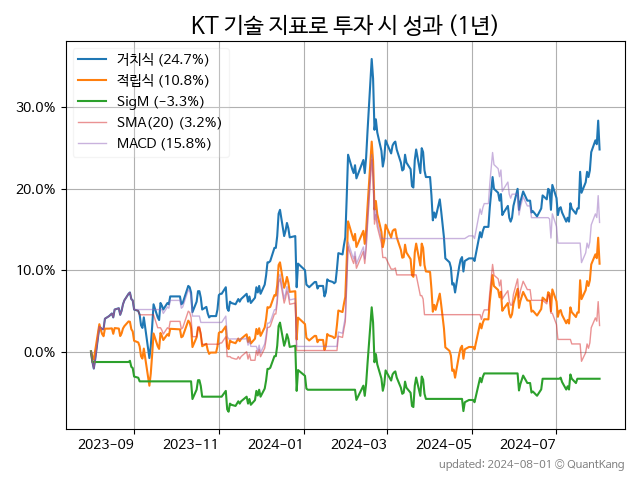 KT 기술 지표로 투자 시 성과 (1년)
거치식 (24.7%)
적립식 (10.8%)
SigM (-3.3%)
SMA(20) (3.2%)
MACD (15.8%)
30.0%
20.0%
10.0%
0.0%
2023-09 2023-11 2024-01 2024-03 2024-05 2024-07
updated: 2024-08-01 © QuantKang